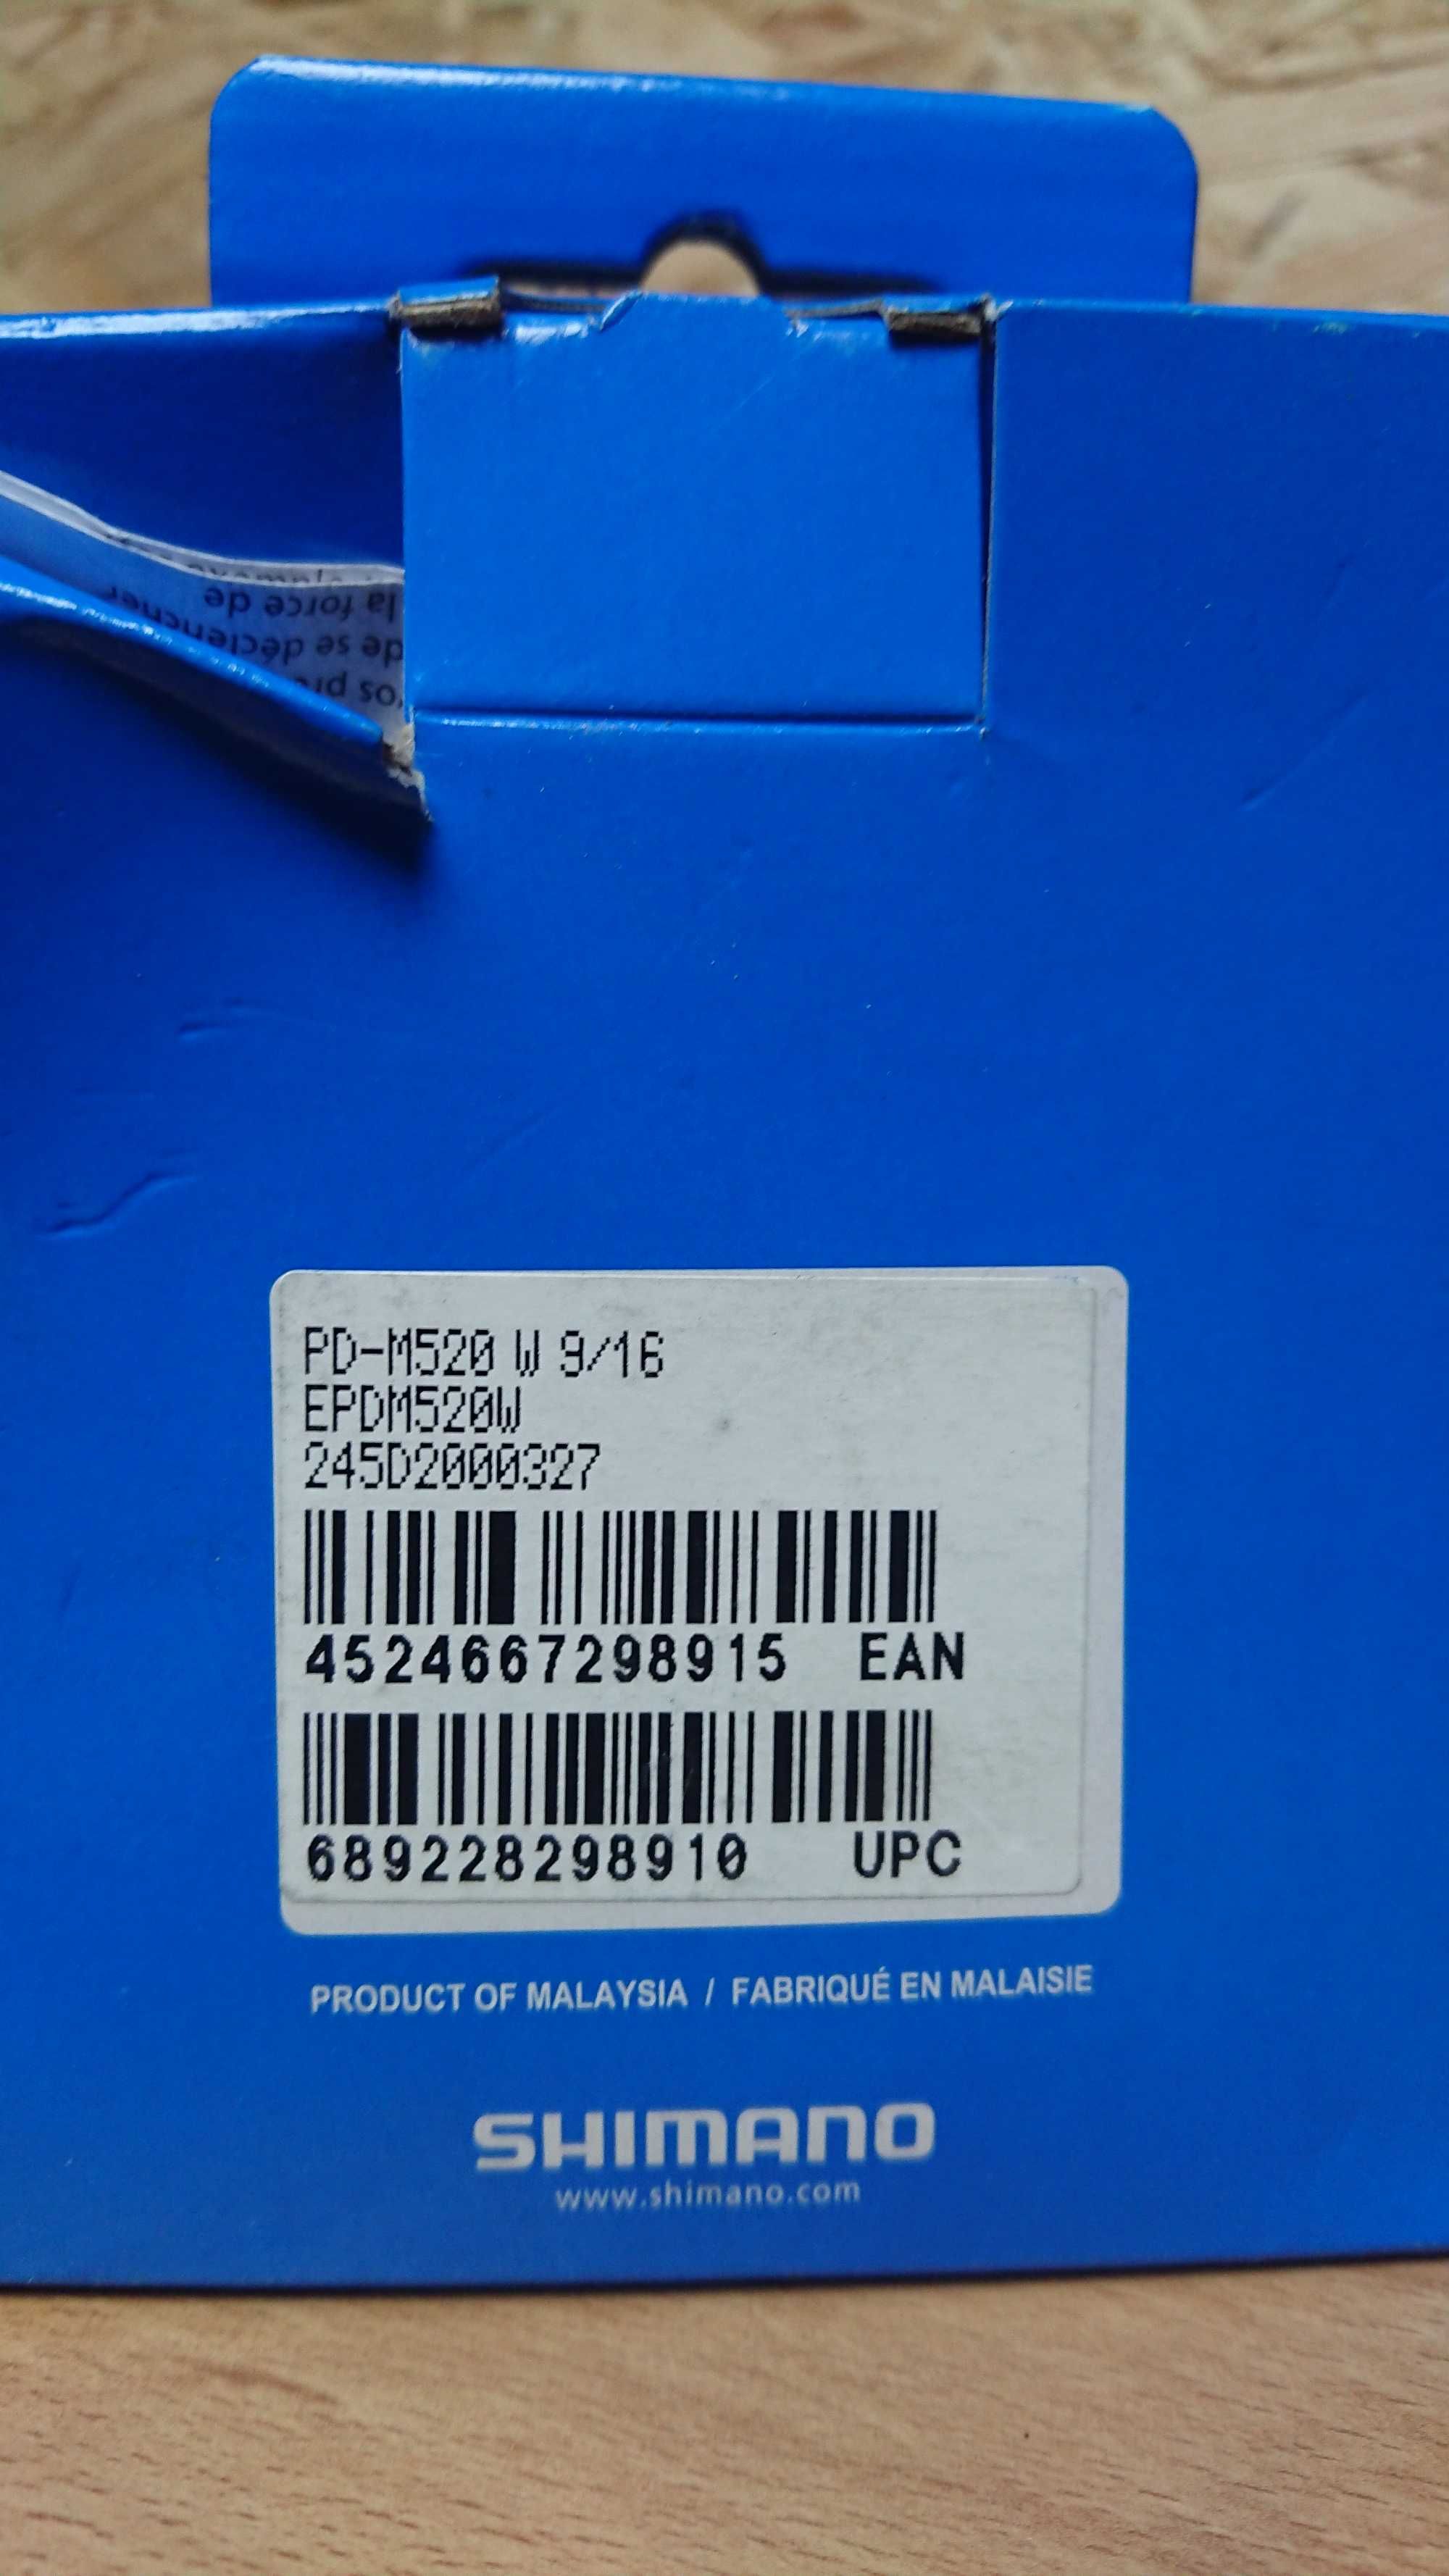 la force de
de se déclencher
PD-M520 W 9/16
EPDM520W
245D2000327
4524667298915 EAN
689228298910 UPC
PRODUCT OF MALAYSIA / FABRIQUÉ EN MALAISIE
SHIMANO
www.shimano.com